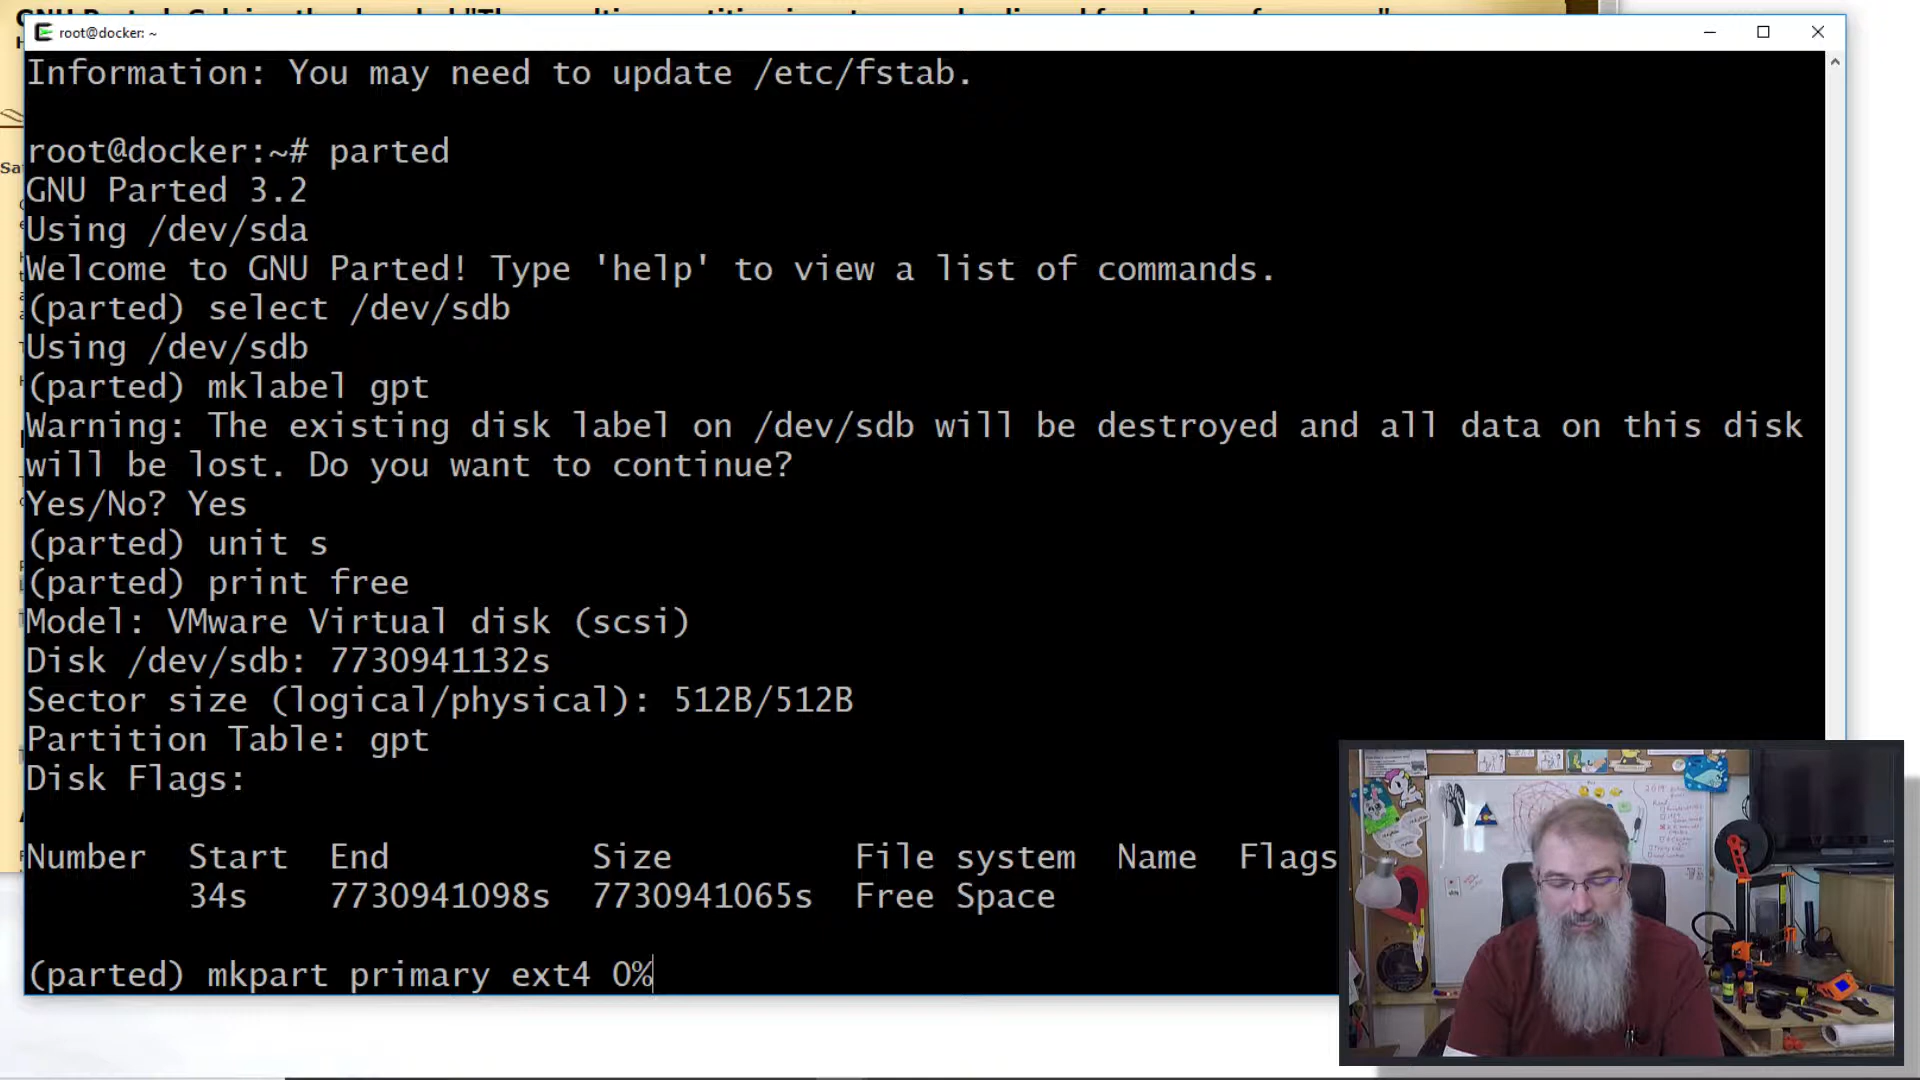 root@docker: ~
Information: You may need to update /etc/fstab.
root@docker:~# parted
GNU Parted 3.2
Using /dev/sda
Welcome to GNU Parted! Type 'help' to view a list of commands.
(parted) select /dev/sdb
Using /dev/sdb
(parted) mklabel gpt
Warning: The existing disk label on /dev/sdb will be destroyed and all data on this disk
will be lost. Do you want to continue?
Yes/No? Yes
(parted) unit s
(parted) print free
Model: VMware Virtual disk (scsi)
Disk /dev/sdb: 7730941132s
Sector size (logical/physical): 512B/512B
Partition Table: gpt
Disk Flags:
Number Start End Size File system Name Flags
34s 7730941098s 7730941065s Free Space
(parted) mkpart primary ext4 0%